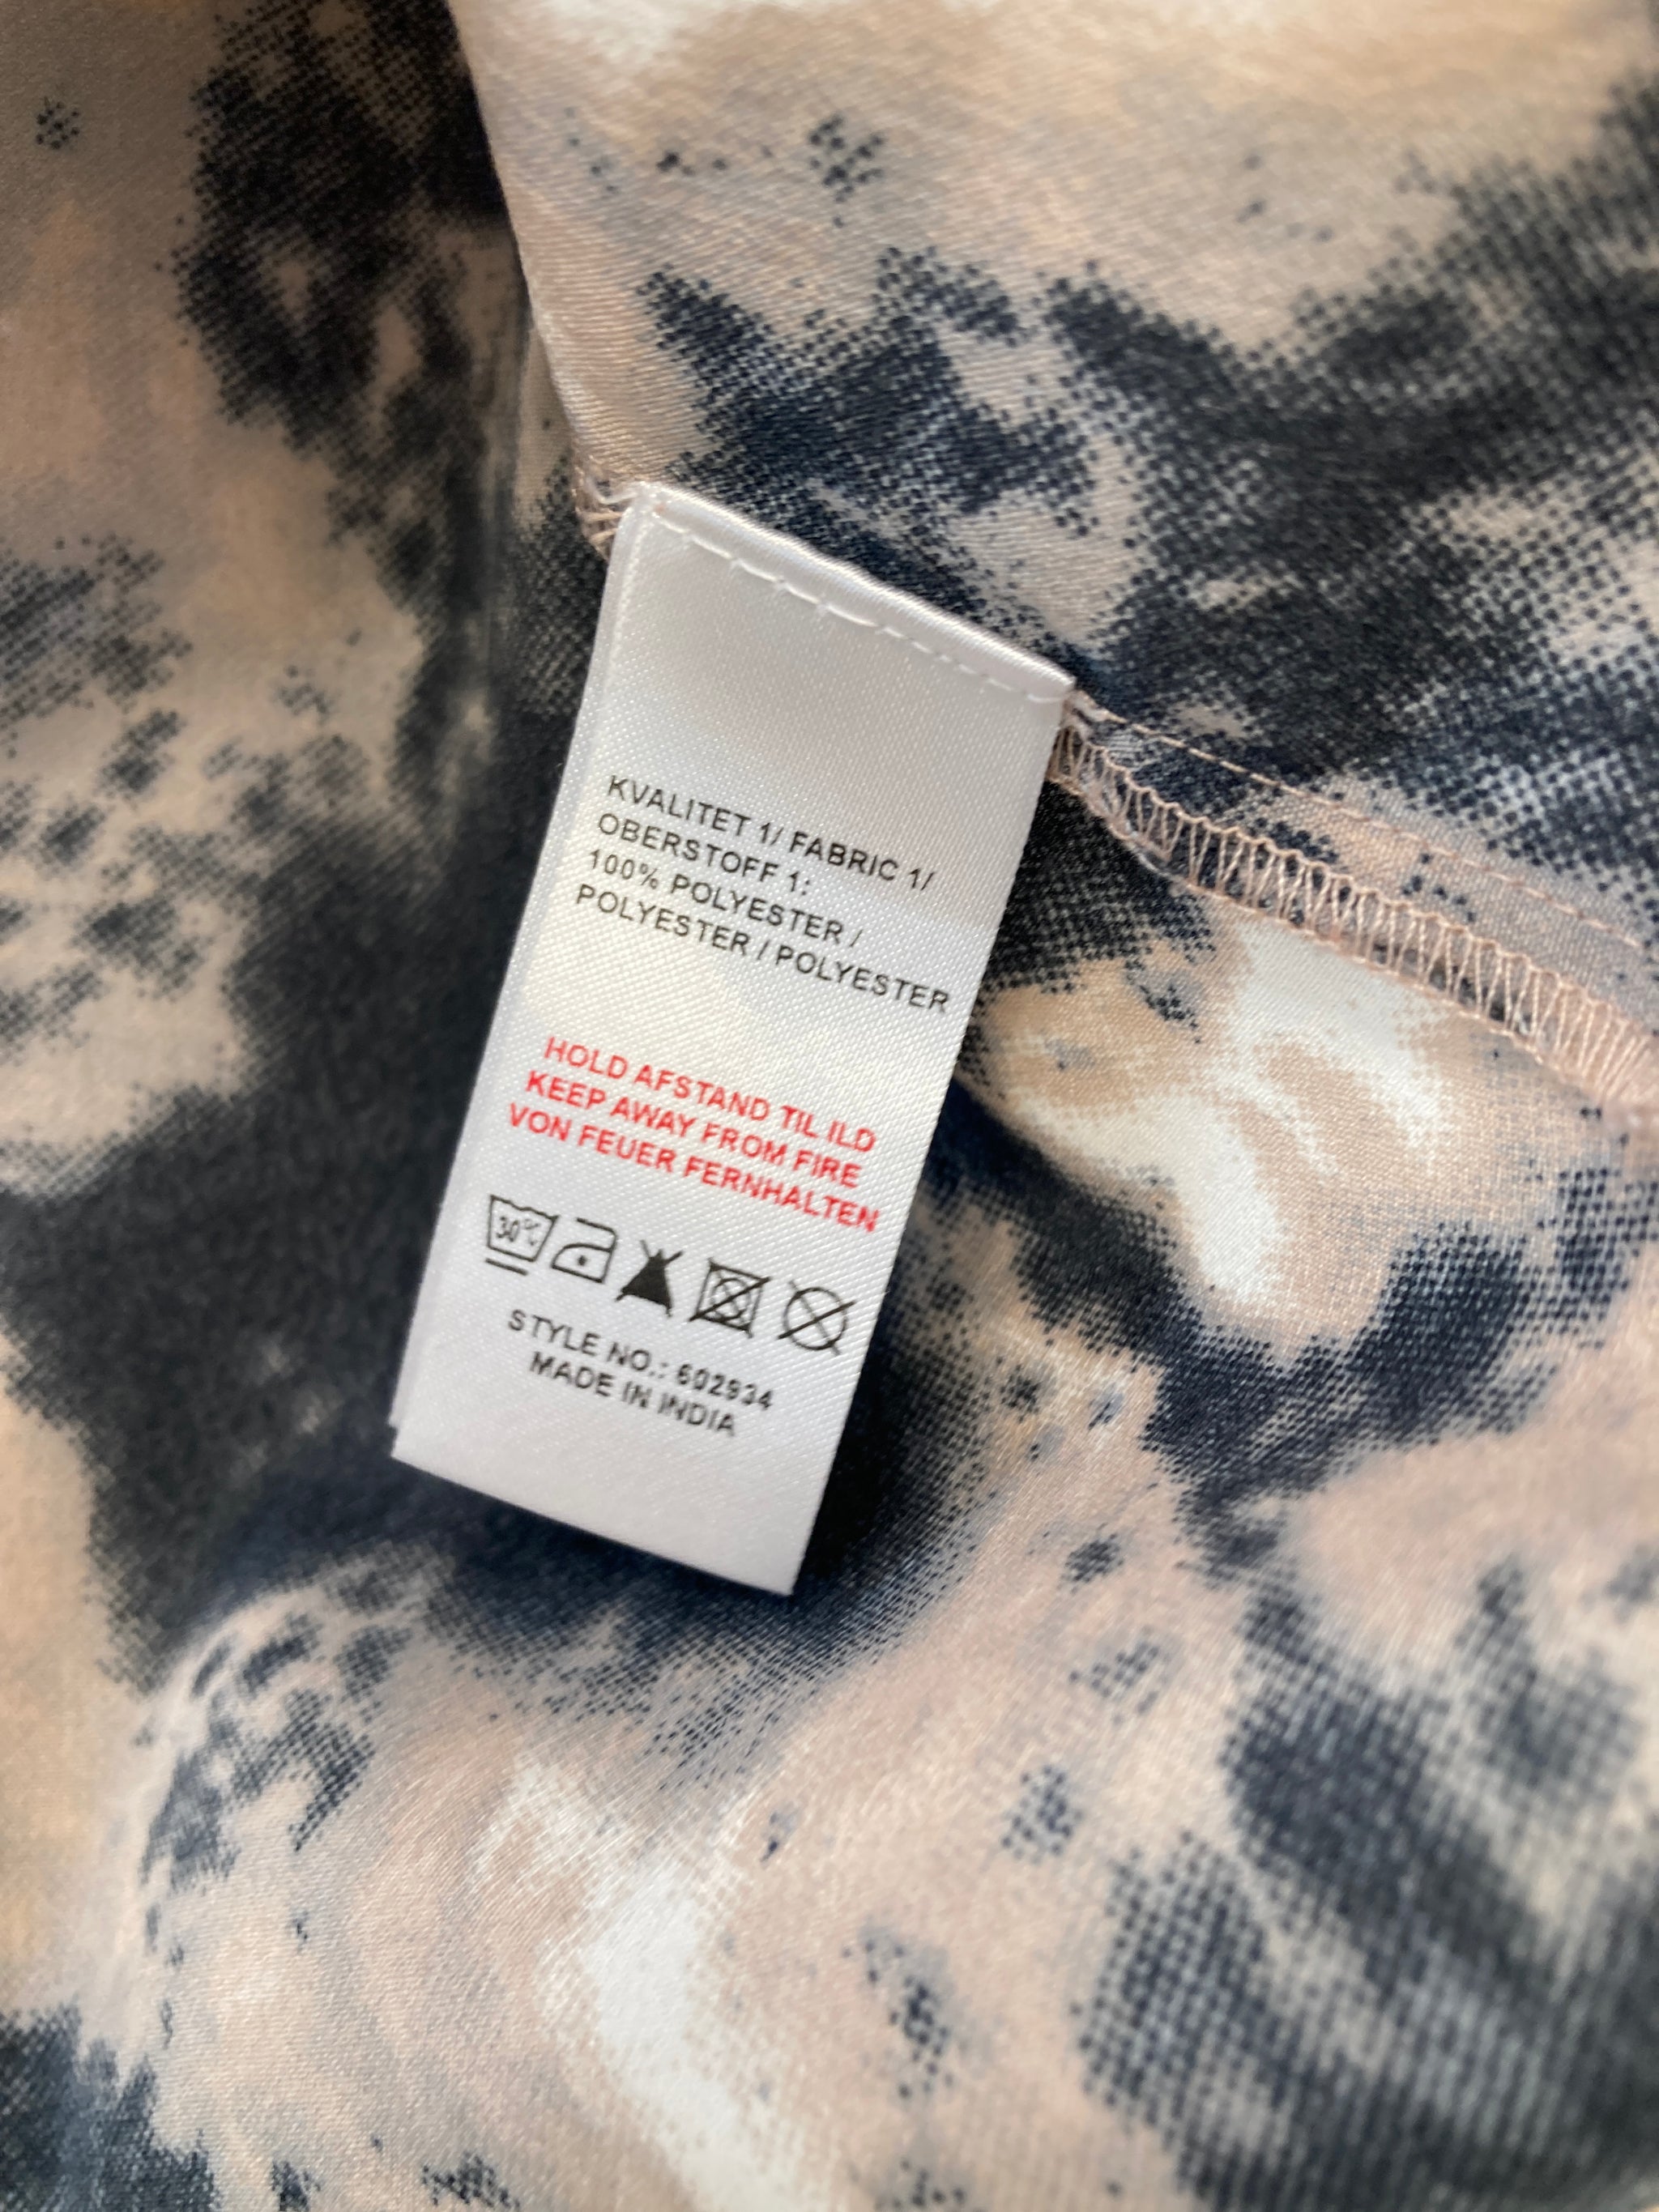 KVALITET 1/ FABRIC 1/
OBERSTOFF 1:
100% POLYESTER /
POLYESTER / POLYESTER
HOLD AFSTAND TIL ILD
KEEP AWAY FROM FIRE
VON FEUER FERNHALTEN
30°C
STYLE NO.: 602934
MADE IN INDIA